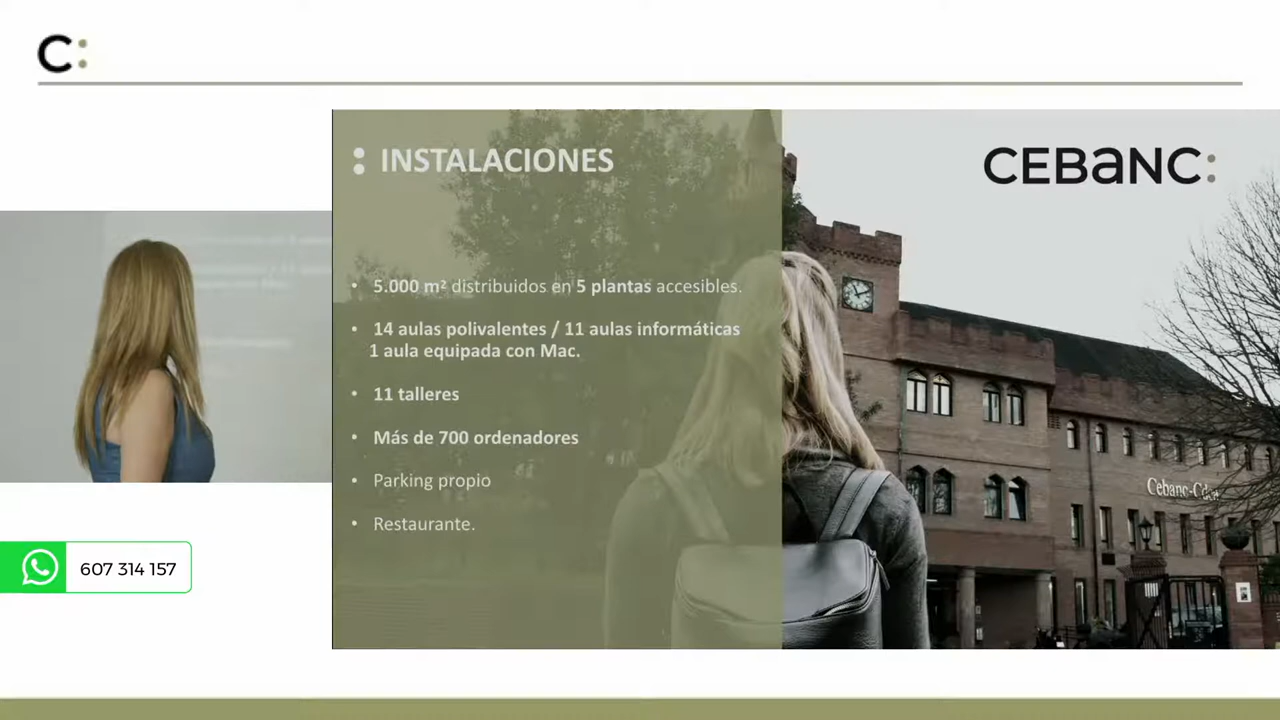 C:
INSTALACIONES
CEBANC:
• 5.000 m² distribuidos en 5 plantas accesibles.
• 14 aulas polivalentes / 11 aulas informáticas
1 aula equipada con Mac.
• 11 talleres
• Más de 700 ordenadores
• Parking propio
• Restaurante.
607 314 157